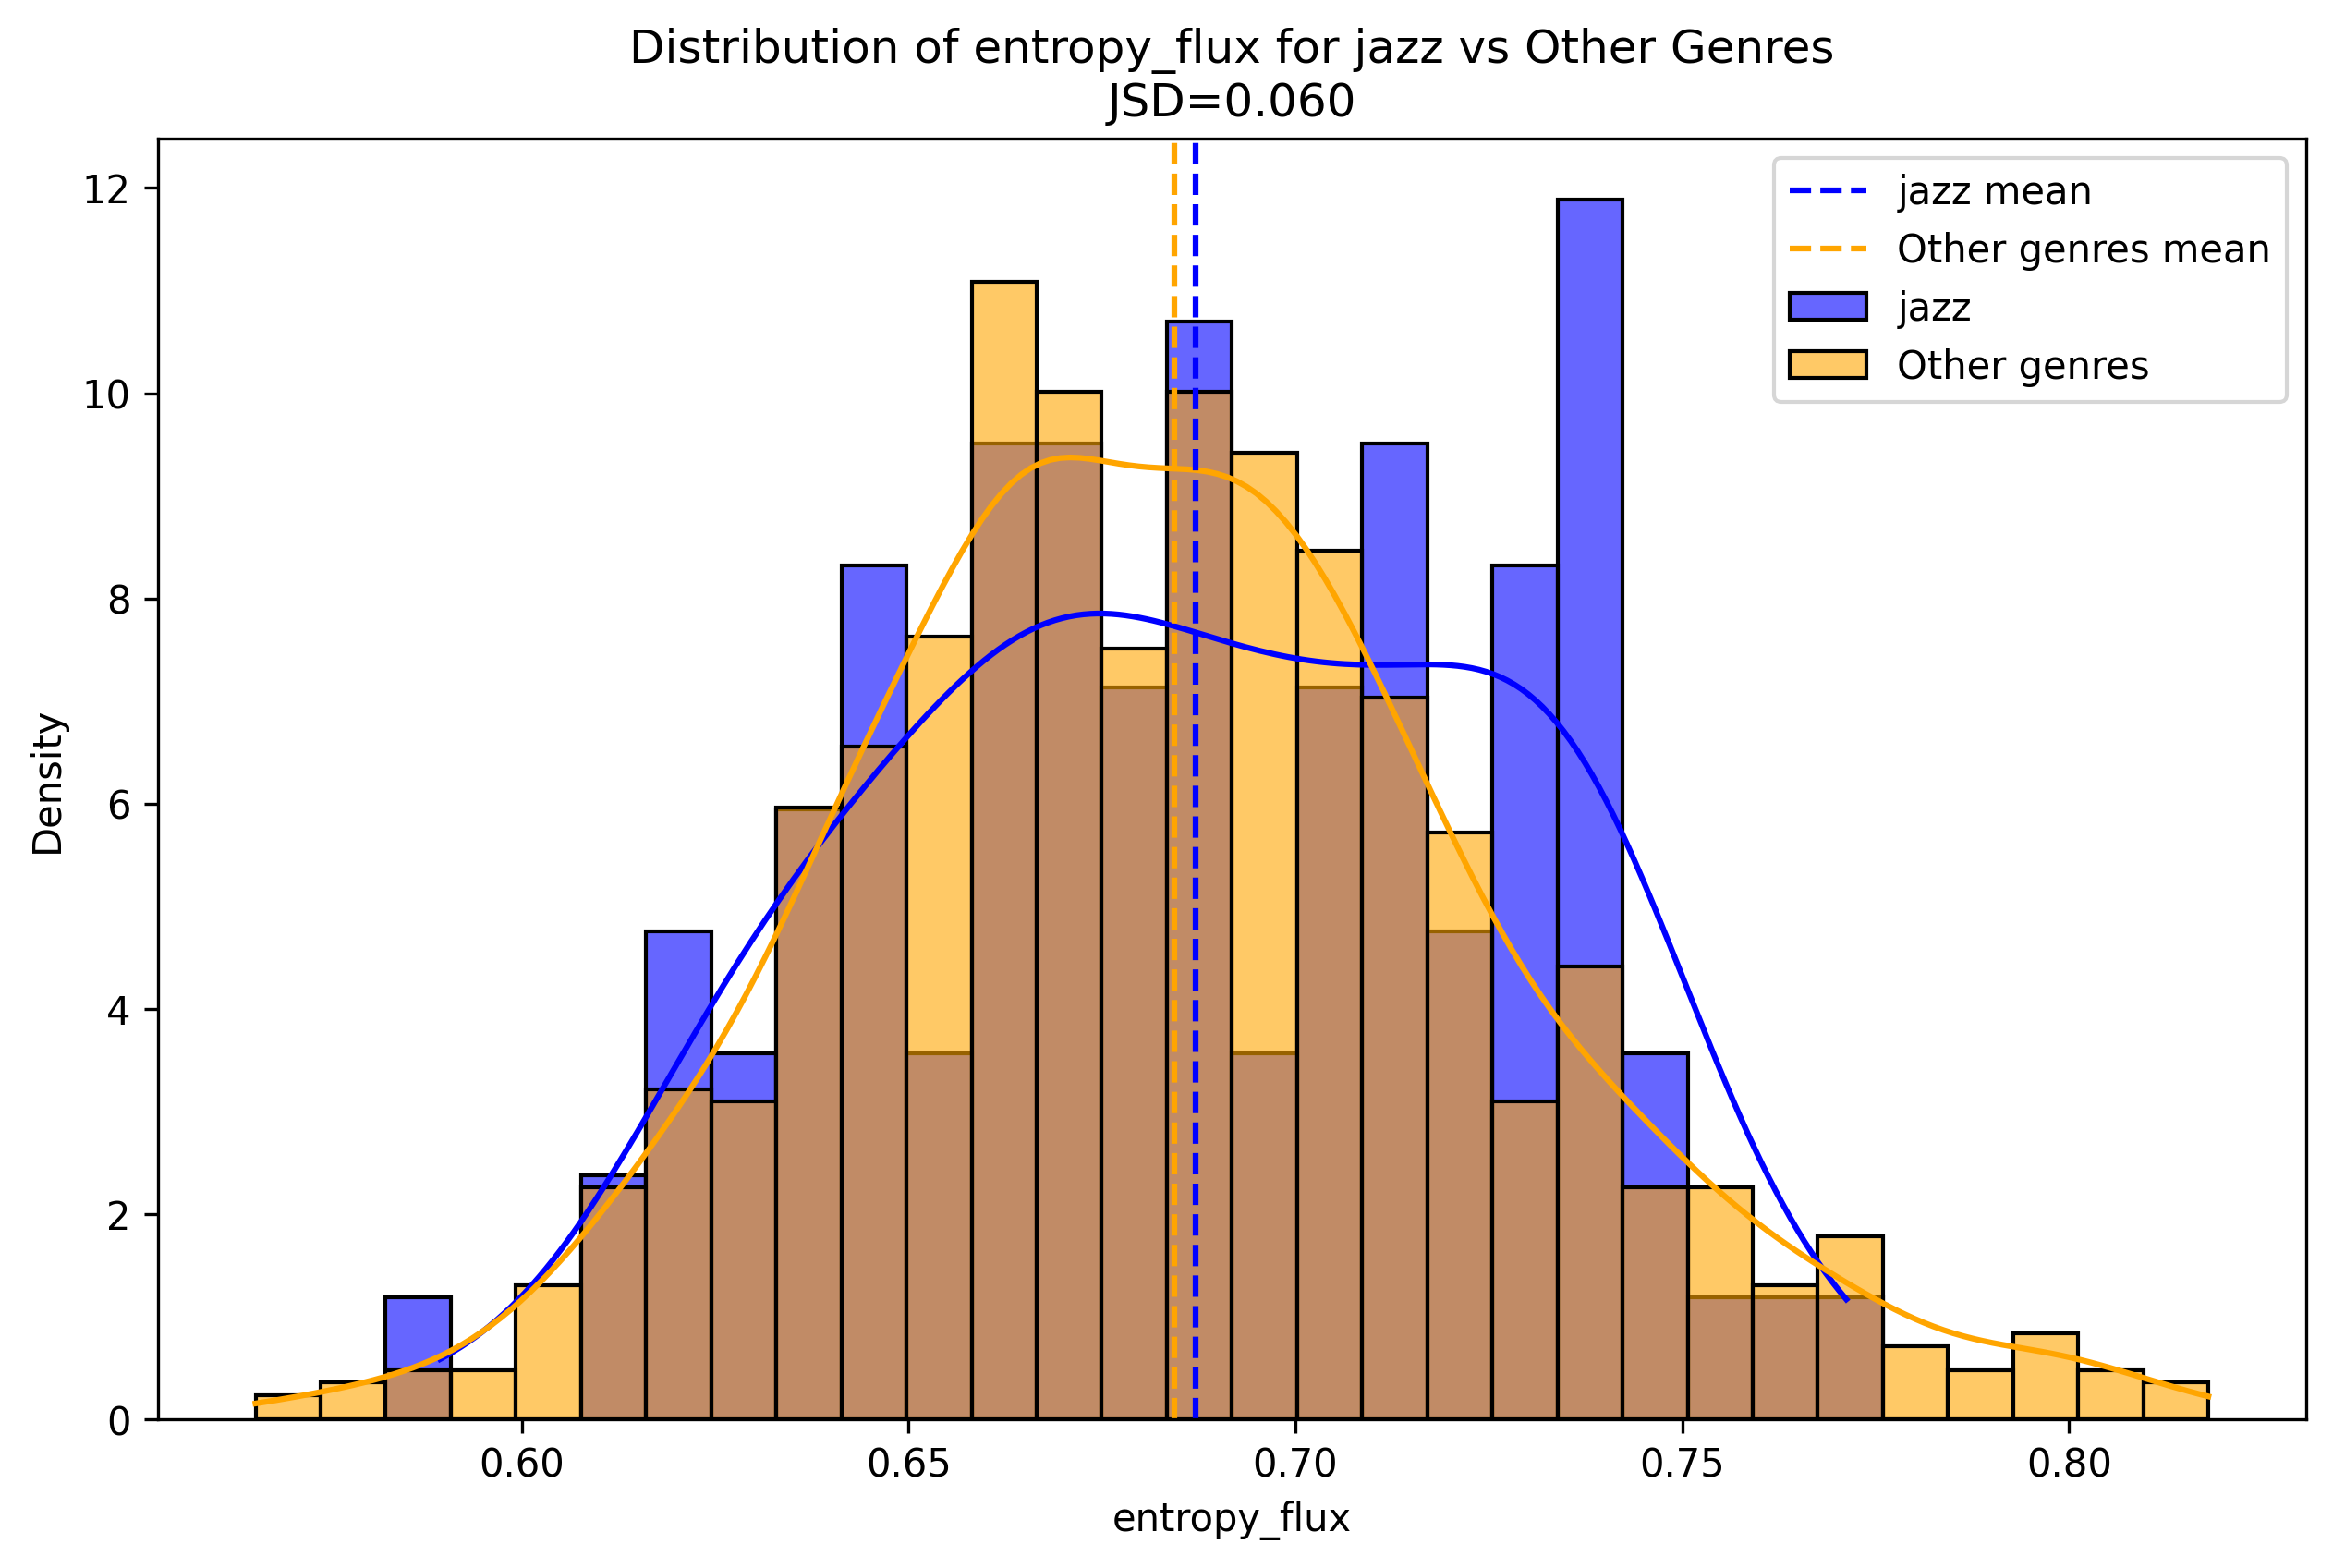 Distribution of entropy_flux for jazz vs Other Genres
JSD=0.060
jazz mean
Other genres mean
jazz
Other genres
Density
12
10
8
6
4
2
0
0.60
0.65
0.70
0.75
0.80
entropy_flux